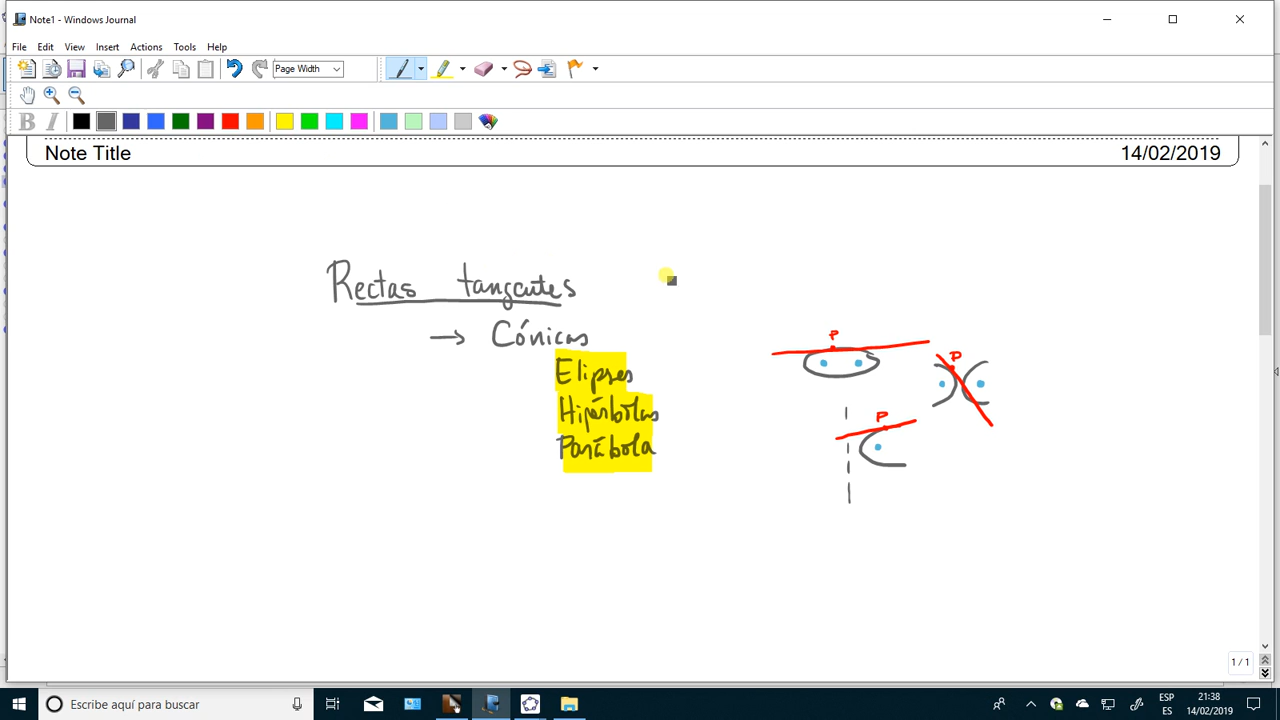 Note1 - Windows Journal
File Edit View Insert Actions Tools Help
Page Width
B I
Note Title 14/02/2019
Rectas tangentes
→ Cónicas
Elipses
Hipérbolas
Parábola
P
P
P
1 / 1
Escribe aquí para buscar
ESP 21:38
ES 14/02/2019